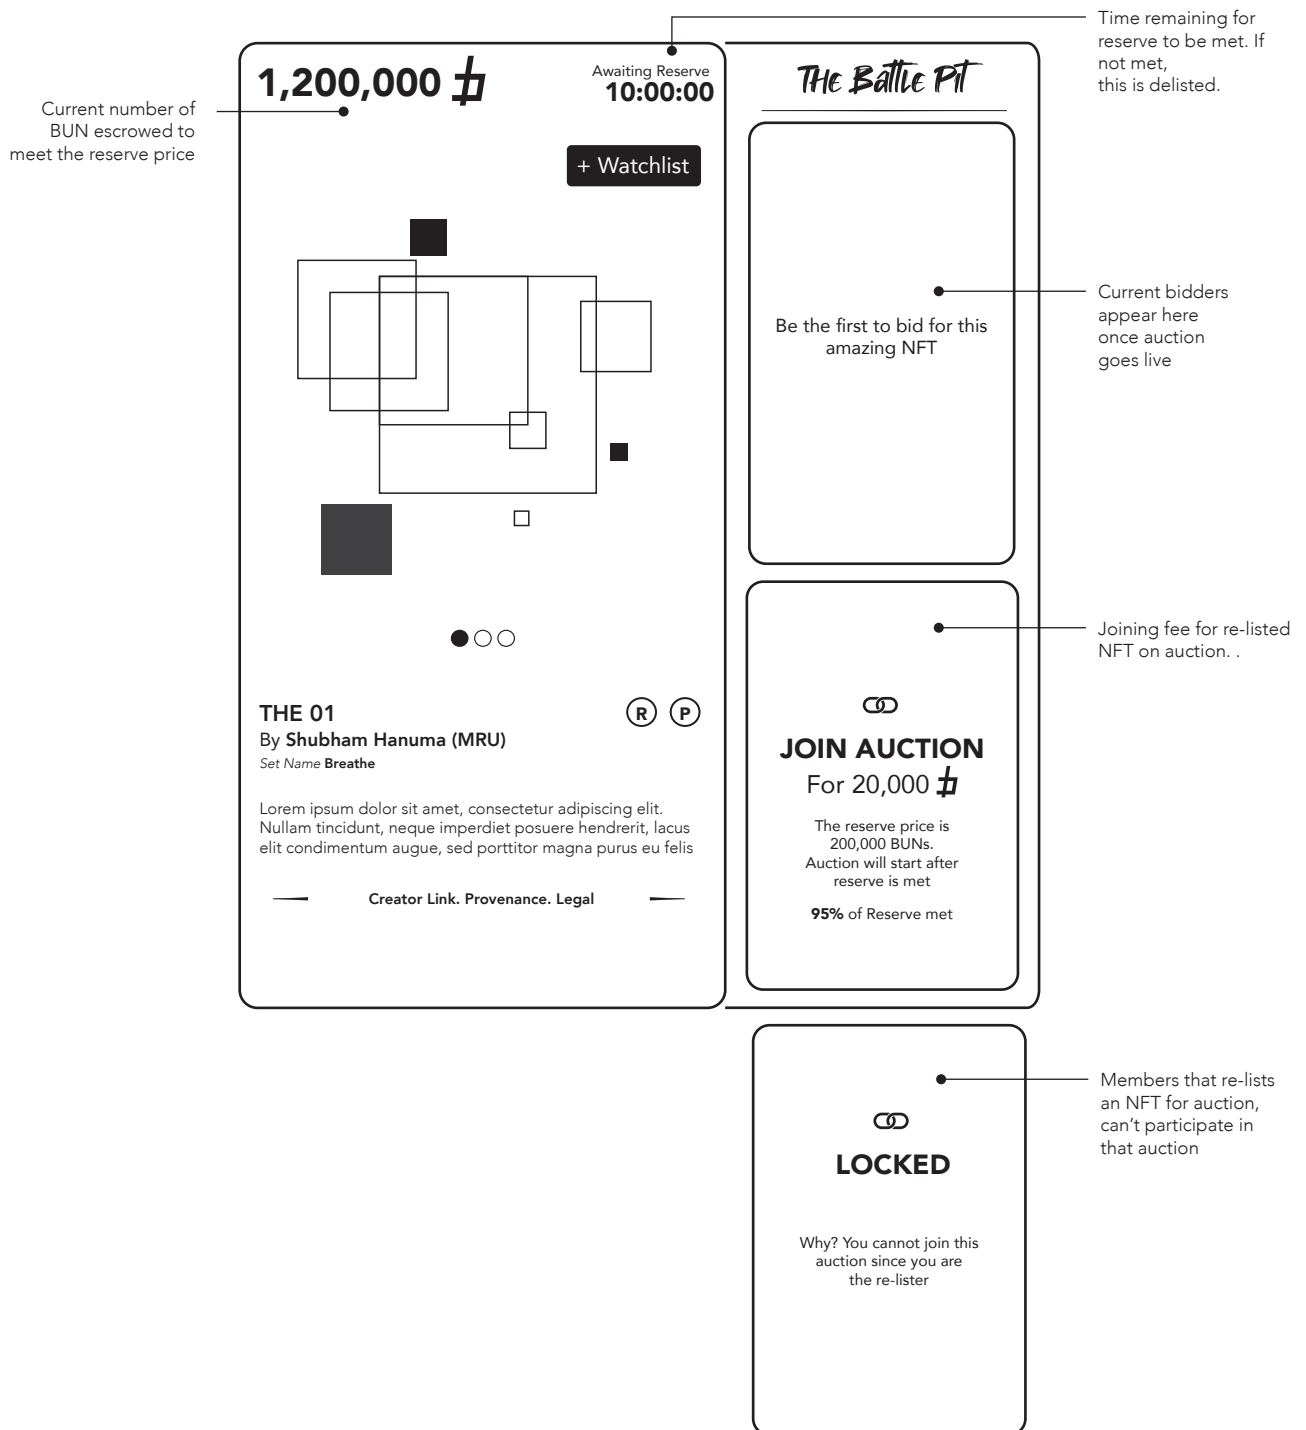 Time remaining for
reserve to be met. If
not met,
this is delisted.
1,200,000
Awaiting Reserve
10:00:00
THE BattLE PiT
Current number of
BUN escrowed to
meet the reserve price
+ Watchlist
Current bidders
appear here
once auction
goes live
Be the first to bid for this
amazing NFT
Joining fee for re-listed
NFT on auction. .
THE 01
R P
By Shubham Hanuma (MRU)
Set Name Breathe
Lorem ipsum dolor sit amet, consectetur adipiscing elit.
Nullam tincidunt, neque imperdiet posuere hendrerit, lacus
elit condimentum augue, sed porttitor magna purus eu felis
Creator Link. Provenance. Legal
JOIN AUCTION
For 20,000
The reserve price is
200,000 BUNs.
Auction will start after
reserve is met
95% of Reserve met
Members that re-lists
an NFT for auction,
can't participate in
that auction
LOCKED
Why? You cannot join this
auction since you are
the re-lister